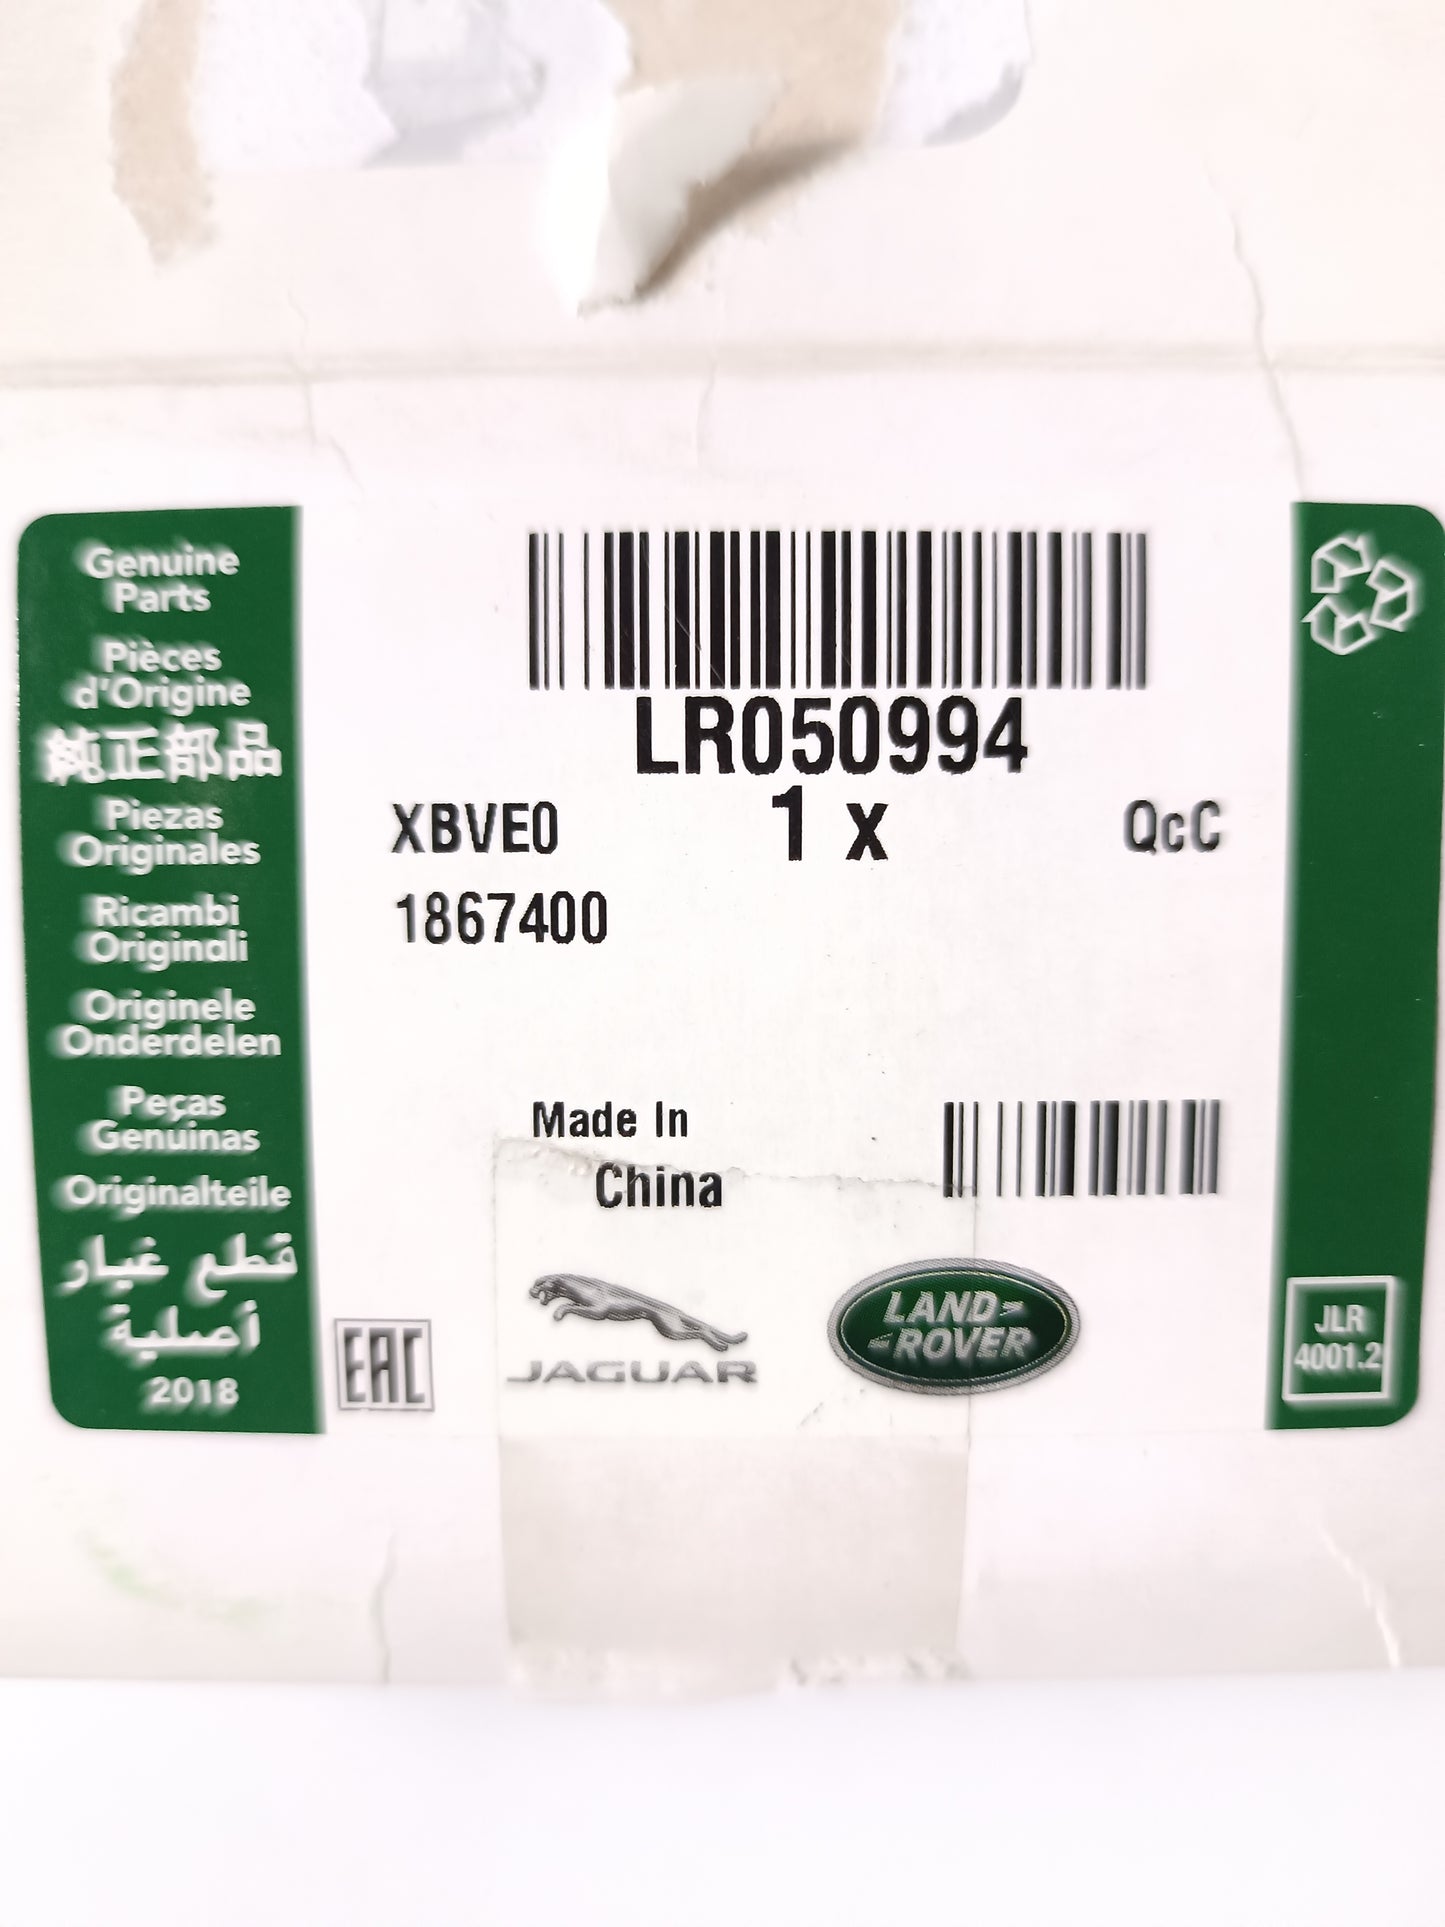 Genuine
Parts
Pièces
d'Origine
純正部品
Piezas
Originales
Ricambi
Originali
Originele
Onderdelen
Peças
Genuinas
Originalteile
قطع غيار
أصلية
2018
LR050994
XBVE0 1 x QcC
1867400
Made In
China
EAC
JAGUAR
LAND-
-ROVER
JLR
4001.2